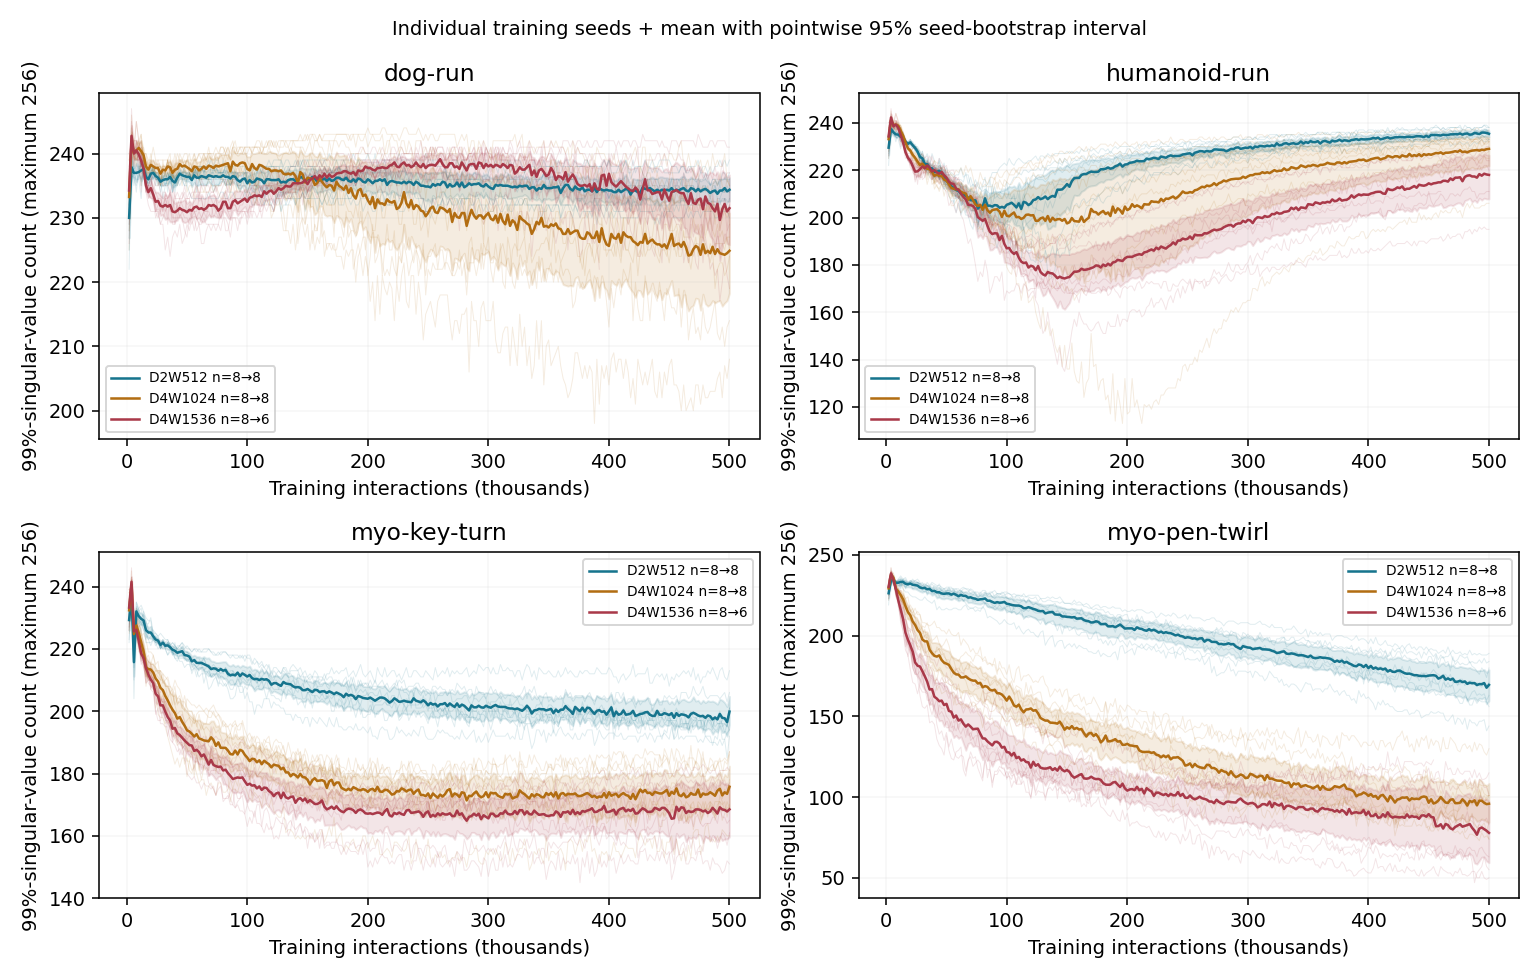 Individual training seeds + mean with pointwise 95% seed-bootstrap interval
dog-run
99%-singular-value count (maximum 256)
240
230
220
210
200
D2W512 n=8→8
D4W1024 n=8→8
D4W1536 n=8→6
0 100 200 300 400 500
Training interactions (thousands)
humanoid-run
99%-singular-value count (maximum 256)
240
220
200
180
160
140
120
D2W512 n=8→8
D4W1024 n=8→8
D4W1536 n=8→6
0 100 200 300 400 500
Training interactions (thousands)
myo-key-turn
99%-singular-value count (maximum 256)
240
220
200
180
160
140
D2W512 n=8→8
D4W1024 n=8→8
D4W1536 n=8→6
0 100 200 300 400 500
Training interactions (thousands)
myo-pen-twirl
99%-singular-value count (maximum 256)
250
200
150
100
50
D2W512 n=8→8
D4W1024 n=8→8
D4W1536 n=8→6
0 100 200 300 400 500
Training interactions (thousands)